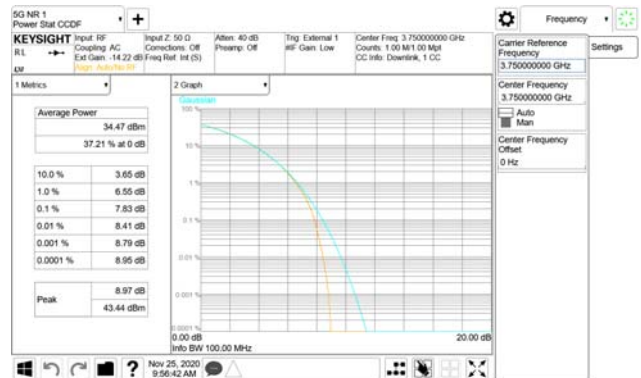 5G NR 1
Power Stat CCDF
Frequency
KEYSIGHT
RL
Input: RF
Coupling: AC
Ext Gain: -14.22 dB
Align: Auto/No RF
Input Z: 50 Ω
Corrections: Off
Freq Ref: Int (S)
Atten: 40 dB
Preamp: Off
Trig: External 1
#IF Gain: Low
Center Freq: 3.750000000 GHz
Counts: 1.00 M/1.00 Mpt
CC Info: Downlink, 1 CC
Carrier Reference
Frequency
3.750000000 GHz
Settings
Center Frequency
3.750000000 GHz
Auto
Man
Center Frequency
Offset
0 Hz
1 Metrics
2 Graph
Average Power
34.47 dBm
37.21 % at 0 dB
10.0 % 3.65 dB
1.0 % 6.55 dB
0.1 % 7.83 dB
0.01 % 8.41 dB
0.001 % 8.79 dB
0.0001 % 8.95 dB
Peak
8.97 dB
43.44 dBm
Gaussian
100 %
10 %
1 %
0.1 %
0.001 %
0.0001 %
0.00 dB
20.00 dB
Info BW 100.00 MHz
Nov 25, 2020
9:56:42 AM